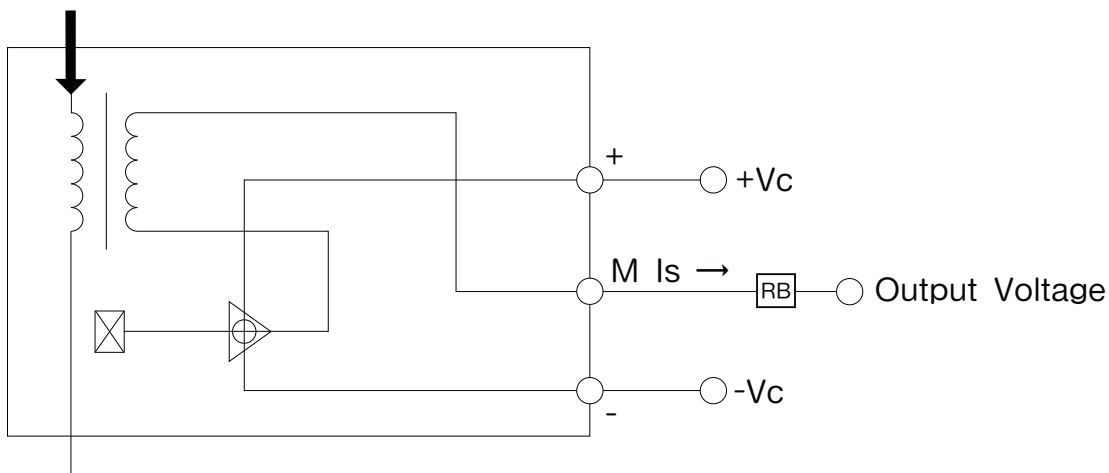 +
+Vc
M Is →
RB
Output Voltage
-Vc
-